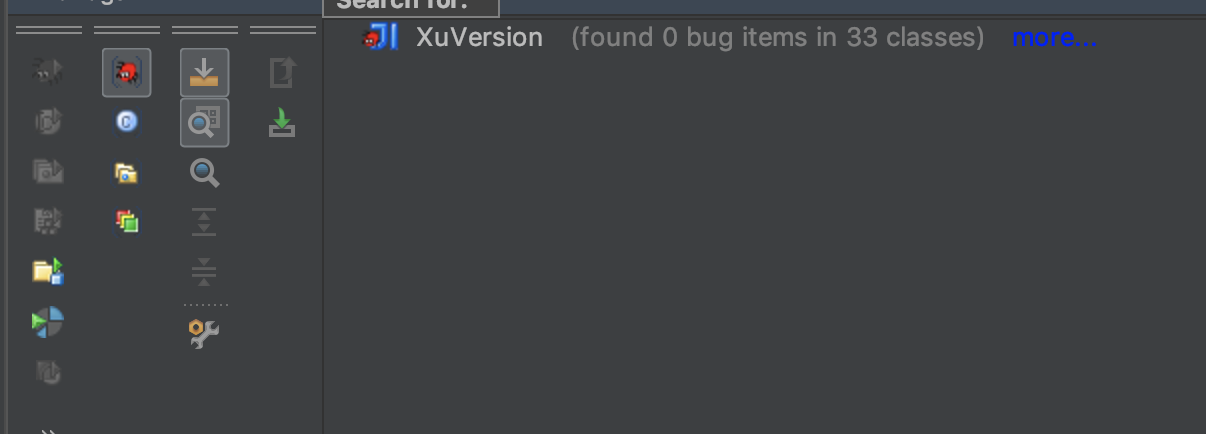 Search for:
XuVersion (found 0 bug items in 33 classes) more...